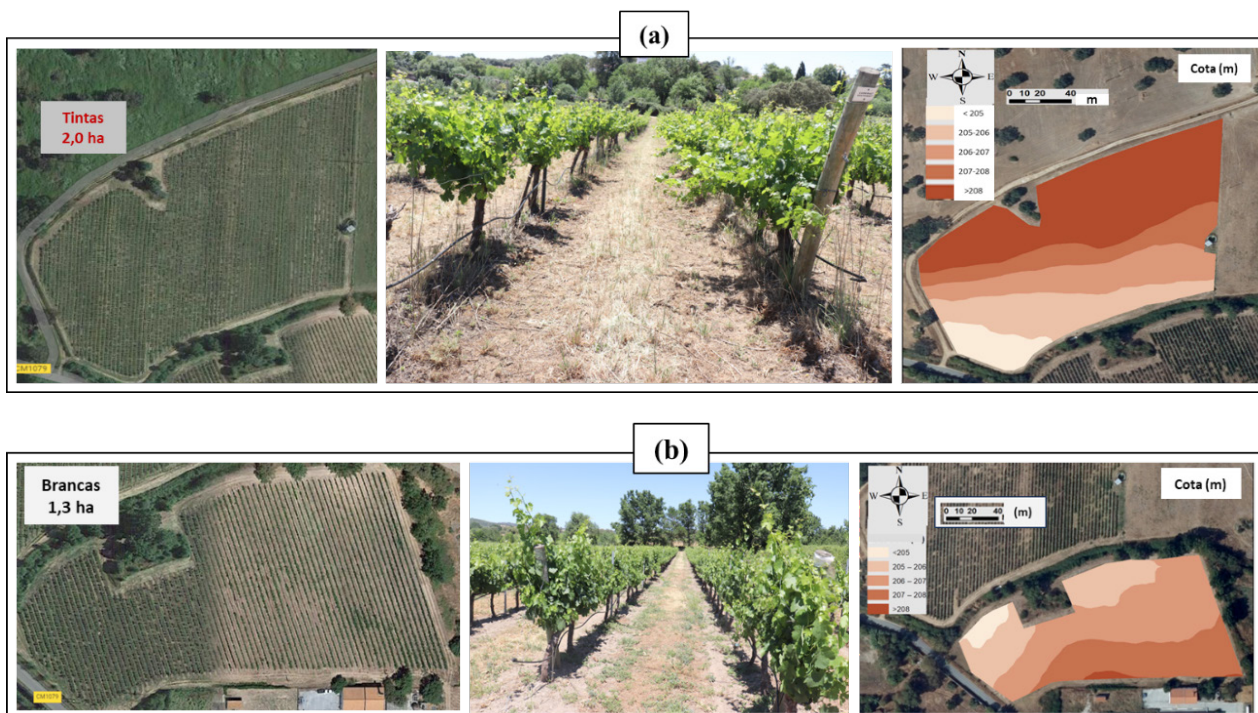 (a)
Tintas
2,0 ha
CM1079
N
W E
S
0 10 20 40
m
Cota (m)
< 205
205-206
206-207
207-208
>208
(b)
Brancas
1,3 ha
CM1079
N
W E
S
0 10 20 40 (m)
Cota (m)
)
<205
205 – 206
206 – 207
207 – 208
>208